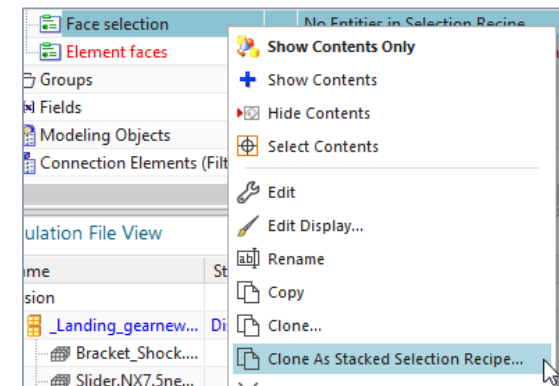 Face selection
No Entities in Selection Recipe
Element faces
Groups
Fields
Modeling Objects
Connection Elements (Filt
Show Contents Only
Show Contents
Hide Contents
Select Contents
Edit
Edit Display...
Rename
Copy
Clone...
Clone As Stacked Selection Recipe...
ulation File View
ame
St
sion
_Landing_gearnew...
Di
Bracket_Shock....
Slider.NX7.5ne...